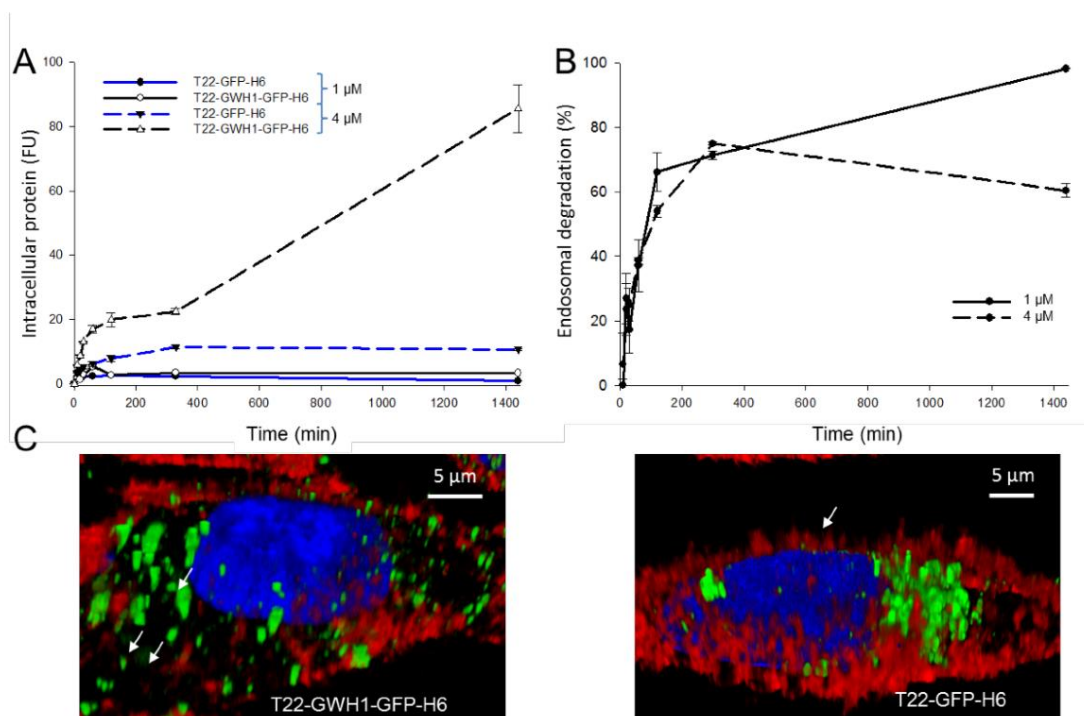 A
B
T22-GFP-H6
T22-GWH1-GFP-H6
1 µM
T22-GFP-H6
T22-GWH1-GFP-H6
4 µM
Intracellular protein (FU)
100
80
60
40
20
0
0 200 400 600 800 1000 1200 1400
Time (min)
Endosomal degradation (%)
100
80
60
40
20
0
1 µM
4 µM
0 200 400 600 800 1000 1200 1400
Time (min)
C
5 µm
T22-GWH1-GFP-H6
5 µm
T22-GFP-H6